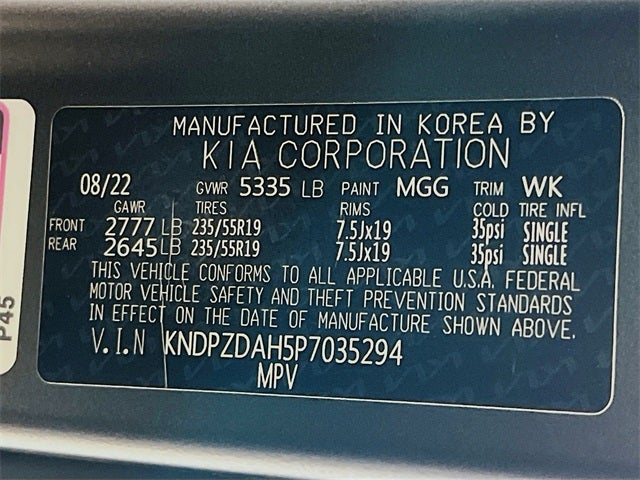 MANUFACTURED IN KOREA BY
KIA CORPORATION
08/22 GVWR 5335 LB PAINT MGG TRIM WK
GAWR TIRES RIMS COLD TIRE INFL
FRONT 2777 LB 235/55R19 7.5Jx19 35psi SINGLE
REAR 2645 LB 235/55R19 7.5Jx19 35psi SINGLE
THIS VEHICLE CONFORMS TO ALL APPLICABLE U.S.A. FEDERAL
MOTOR VEHICLE SAFETY AND THEFT PREVENTION STANDARDS
IN EFFECT ON THE DATE OF MANUFACTURE SHOWN ABOVE.
V.I.N KNDPZDAH5P7035294
MPV
P45